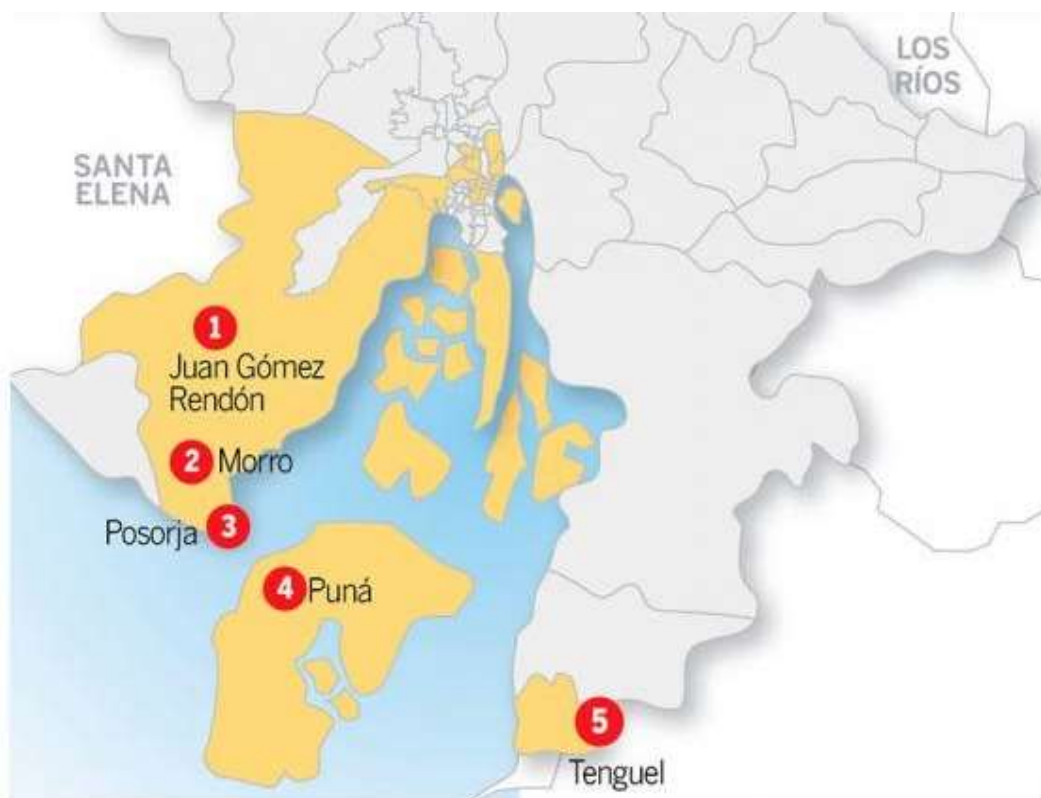 LOS
RÍOS
SANTA
ELENA
1
Juan Gómez
Rendón
2 Morro
Posorja 3
4 Puná
5
Tenguel